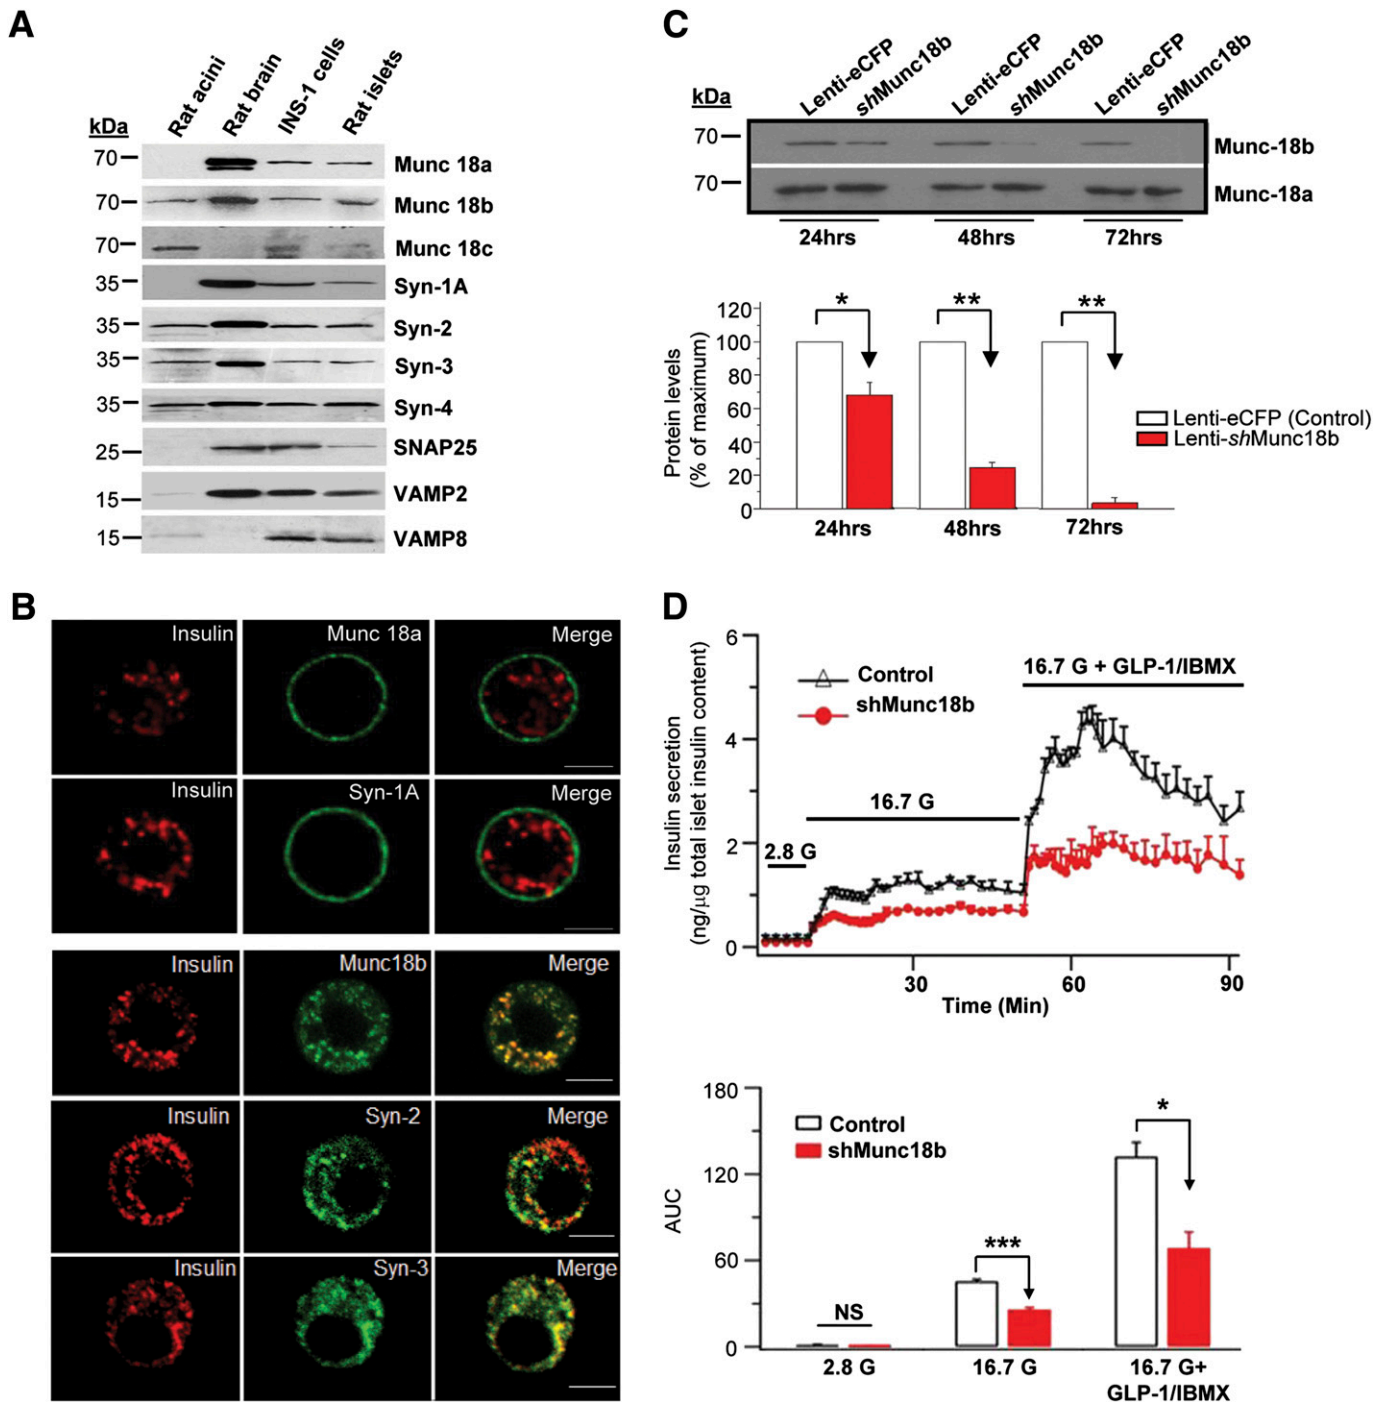 A
Rat acini
Rat brain
INS-1 cells
Rat islets
kDa
70
Munc 18a
70
Munc 18b
70
Munc 18c
35
Syn-1A
35
Syn-2
35
Syn-3
35
Syn-4
25
SNAP25
15
VAMP2
15
VAMP8
B
Insulin
Munc 18a
Merge
Insulin
Syn-1A
Merge
Insulin
Munc18b
Merge
Insulin
Syn-2
Merge
Insulin
Syn-3
Merge
C
Lenti-eCFP
shMunc18b
Lenti-eCFP
shMunc18b
Lenti-eCFP
shMunc18b
kDa
70
Munc-18b
70
Munc-18a
24hrs
48hrs
72hrs
Protein levels
(% of maximum)
120
100
80
60
40
20
0
*
**
**
Lenti-eCFP (Control)
Lenti-shMunc18b
24hrs
48hrs
72hrs
D
Insulin secretion
(ng/µg total islet insulin content)
6
4
2
0
Control
shMunc18b
2.8 G
16.7 G
16.7 G + GLP-1/IBMX
30
60
90
Time (Min)
AUC
180
120
60
0
Control
shMunc18b
NS
***
*
2.8 G
16.7 G
16.7 G+
GLP-1/IBMX